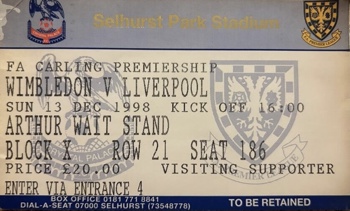 Selhurst Park Stadium
FA CARLING PREMIERSHIP
WIMBLEDON V LIVERPOOL
SUN 13 DEC 1998 KICK OFF 16:00
ARTHUR WAIT STAND
BLOCK X ROW 21 SEAT 186
PRICE £20.00 VISITING SUPPORTER
ENTER VIA ENTRANCE 4
BOX OFFICE 0181 771 8841
DIAL-A-SEAT 07000 SELHURST (73548778)
TO BE RETAINED